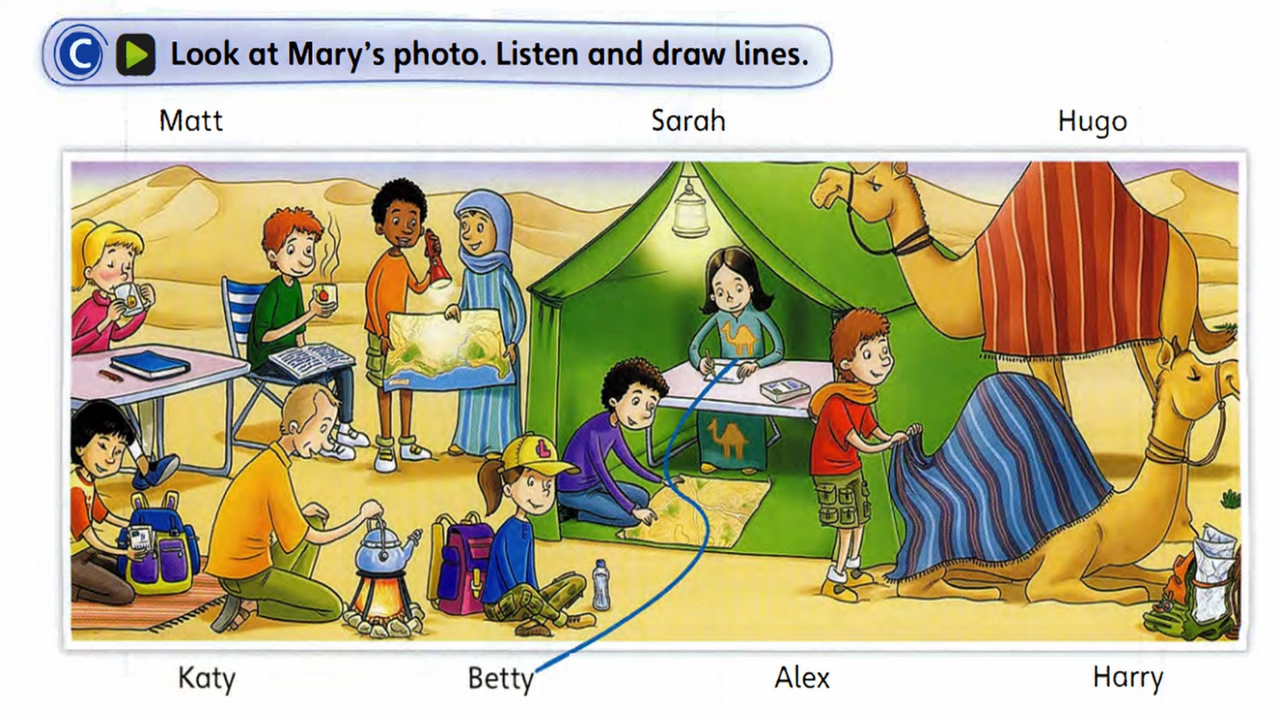 C Look at Mary's photo. Listen and draw lines.
Matt Sarah Hugo
L
Katy Betty Alex Harry